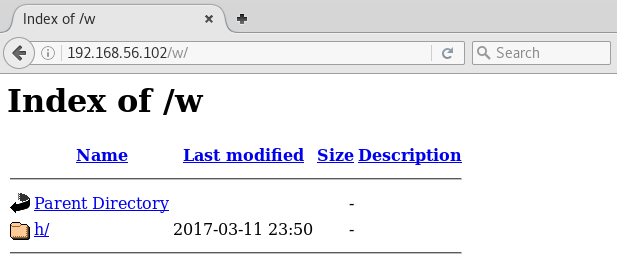 Index of /w
192.168.56.102/w/
Search
Index of /w
Name Last modified Size Description
Parent Directory -
h/ 2017-03-11 23:50 -